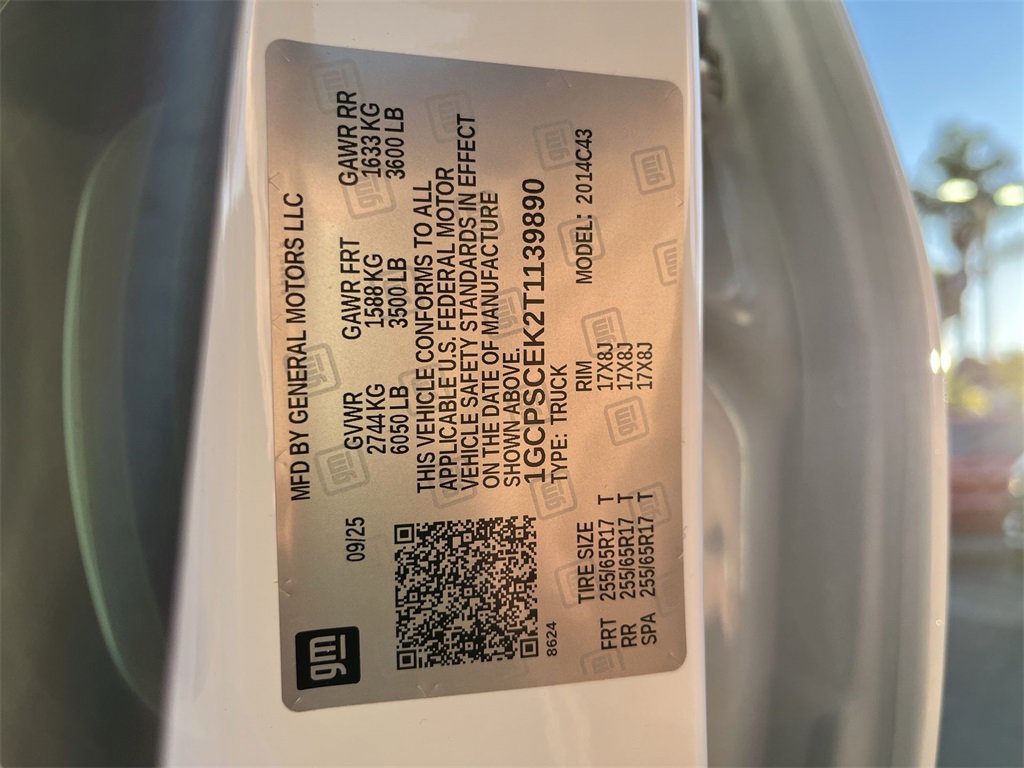 gm
09/25
MFD BY GENERAL MOTORS LLC
GVWR GAWR FRT GAWR RR
2744 KG 1588 KG 1633 KG
6050 LB 3500 LB 3600 LB
THIS VEHICLE CONFORMS TO ALL
APPLICABLE U.S. FEDERAL MOTOR
VEHICLE SAFETY STANDARDS IN EFFECT
ON THE DATE OF MANUFACTURE
SHOWN ABOVE.
1GCPSCEK2T1139890
TYPE: TRUCK MODEL: 2014C43
8624
TIRE SIZE RIM
FRT 255/65R17 T 17X8J
RR 255/65R17 T 17X8J
SPA 255/65R17 T 17X8J